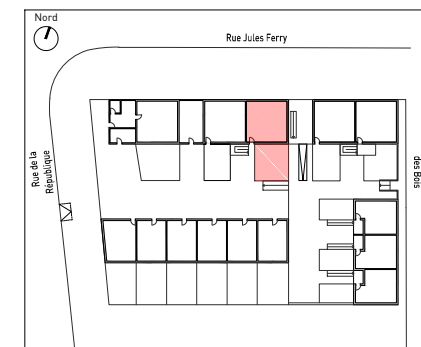 Nord
Rue Jules Ferry
Rue de la
République
des Bois